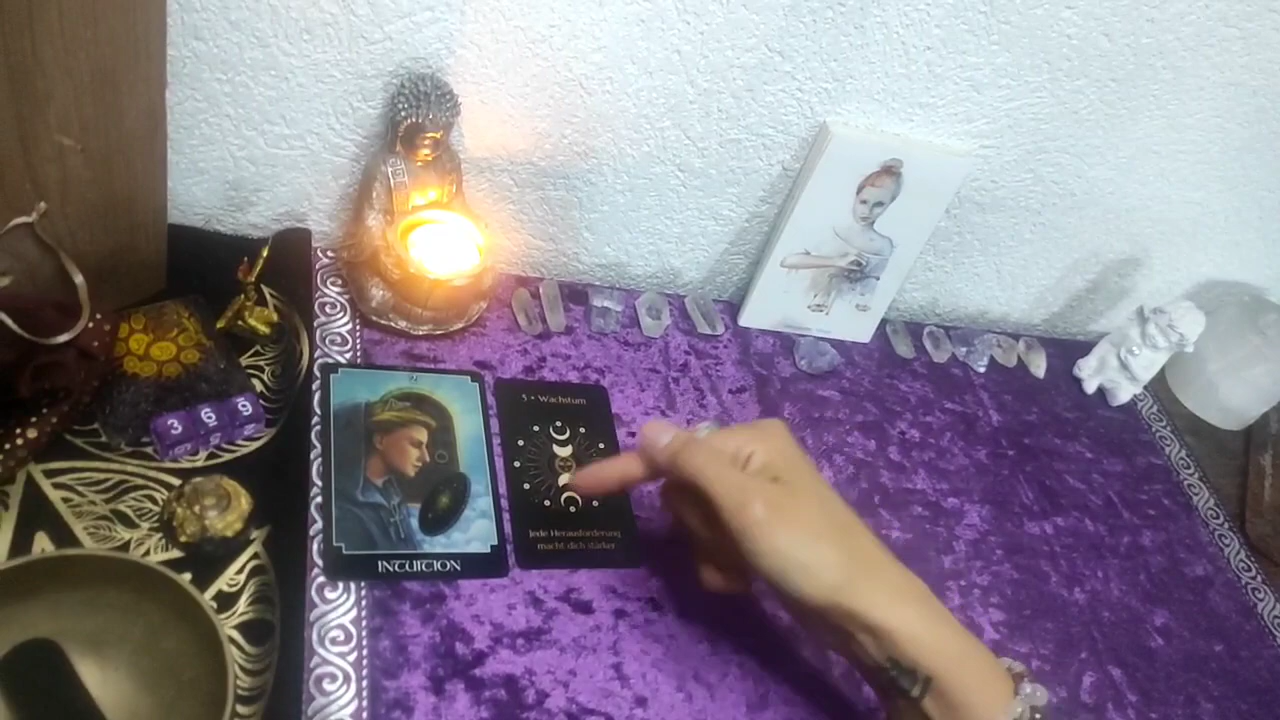 3 6 9
INTUITION
5 • Wachstum
Jede Herausforderung
macht dich stärker